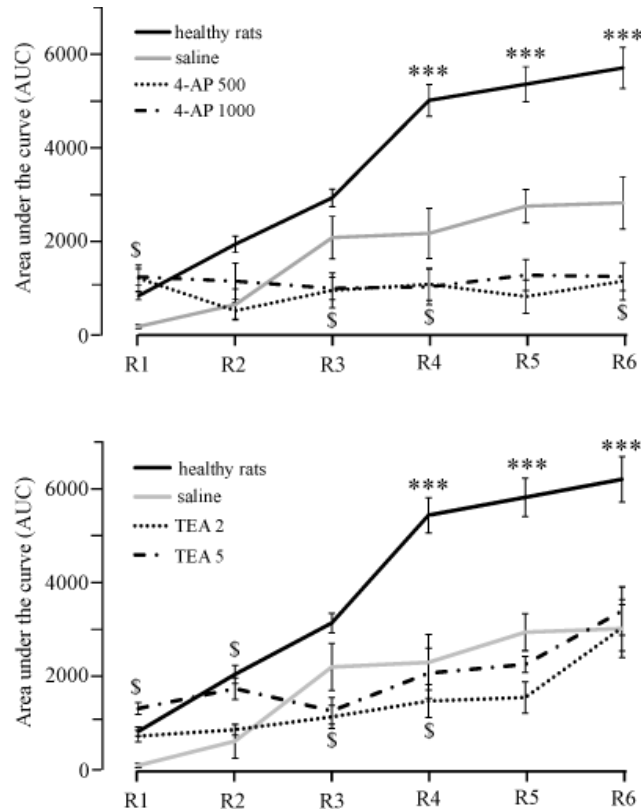 healthy rats
saline
4-AP 500
4-AP 1000
Area under the curve (AUC)
6000
4000
2000
0
*** *** ***
$
$ $ $
R1 R2 R3 R4 R5 R6
healthy rats
saline
TEA 2
TEA 5
Area under the curve (AUC)
6000
4000
2000
0
*** *** ***
$ $
$ $
R1 R2 R3 R4 R5 R6